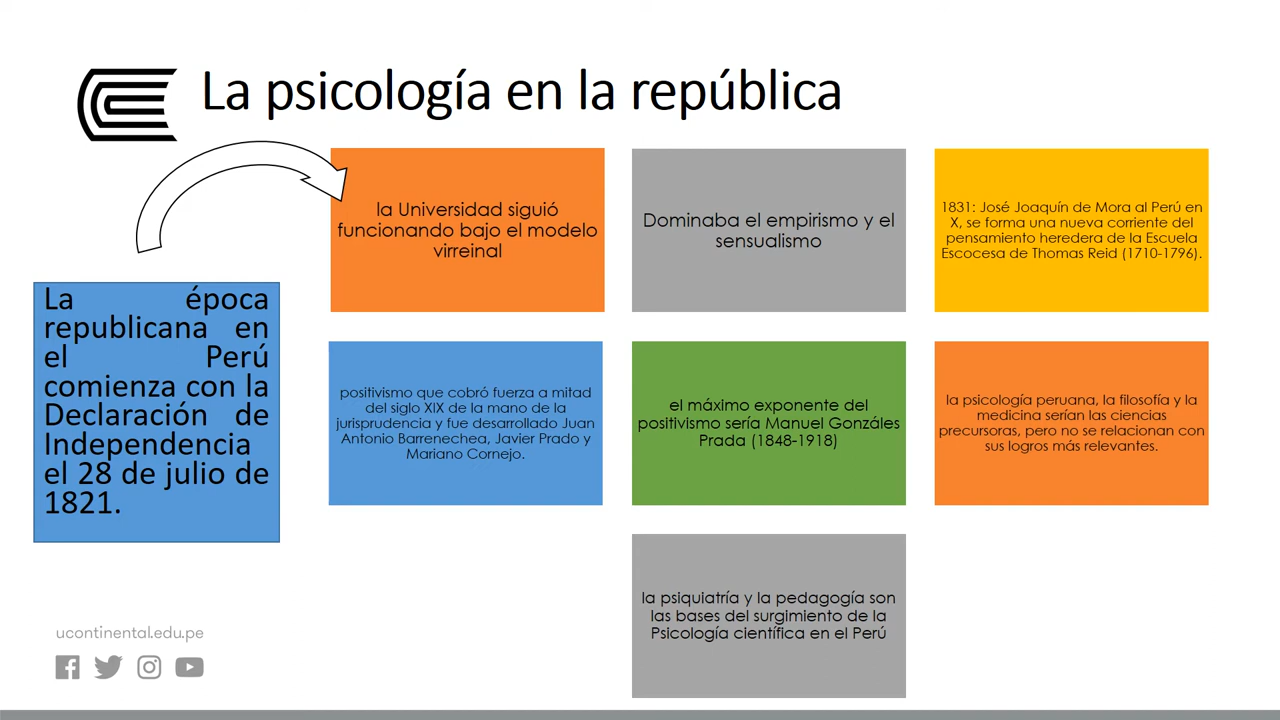 La psicología en la república
La época
republicana en
el Perú
comienza con la
Declaración de
Independencia
el 28 de julio de
1821.
la Universidad siguió
funcionando bajo el modelo
virreinal
Dominaba el empirismo y el
sensualismo
1831: José Joaquín de Mora al Perú en
X, se forma una nueva corriente del
pensamiento heredera de la Escuela
Escocesa de Thomas Reid (1710-1796).
positivismo que cobró fuerza a mitad
del siglo XIX de la mano de la
jurisprudencia y fue desarrollado Juan
Antonio Barrenechea, Javier Prado y
Mariano Cornejo.
el máximo exponente del
positivismo sería Manuel Gonzáles
Prada (1848-1918)
la psicología peruana, la filosofía y la
medicina serían las ciencias
precursoras, pero no se relacionan con
sus logros más relevantes.
la psiquiatría y la pedagogía son
las bases del surgimiento de la
Psicología científica en el Perú
ucontinental.edu.pe